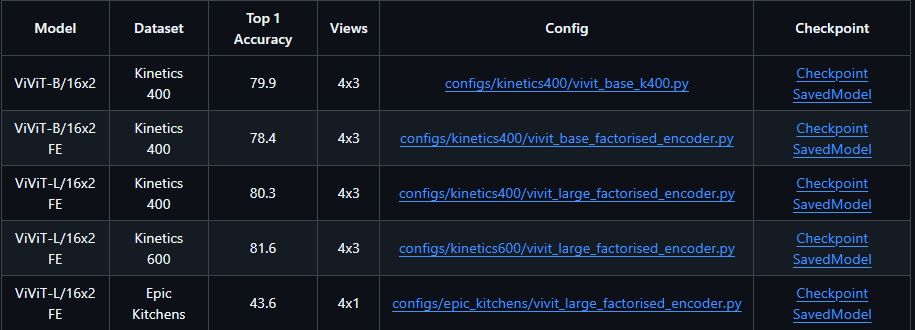 Model Dataset Top 1 Accuracy Views Config Checkpoint
ViViT-B/16x2 Kinetics 400 79.9 4x3 configs/kinetics400/vivit_base_k400.py Checkpoint SavedModel
ViViT-B/16x2 FE Kinetics 400 78.4 4x3 configs/kinetics400/vivit_base_factorised_encoder.py Checkpoint SavedModel
ViViT-L/16x2 FE Kinetics 400 80.3 4x3 configs/kinetics400/vivit_large_factorised_encoder.py Checkpoint SavedModel
ViViT-L/16x2 FE Kinetics 600 81.6 4x3 configs/kinetics600/vivit_large_factorised_encoder.py Checkpoint SavedModel
ViViT-L/16x2 FE Epic Kitchens 43.6 4x1 configs/epic_kitchens/vivit_large_factorised_encoder.py Checkpoint SavedModel